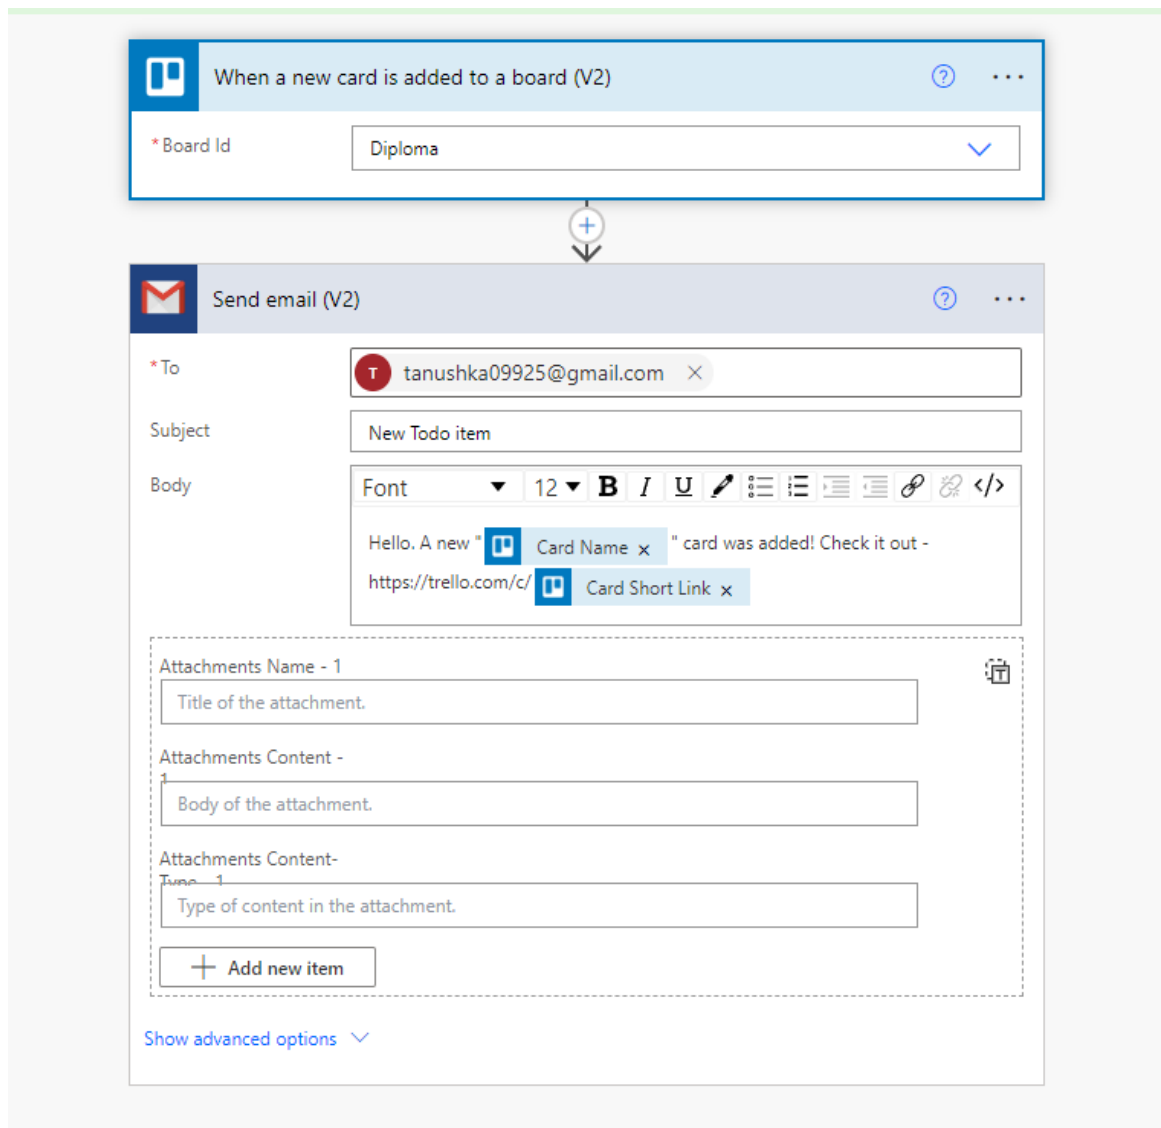 When a new card is added to a board (V2)
* Board Id
Diploma
Send email (V2)
* To
T tanushka09925@gmail.com
Subject
New Todo item
Body
Font 12 B I U </>
Hello. A new " Card Name × " card was added! Check it out -
https://trello.com/c/ Card Short Link ×
Attachments Name - 1
Title of the attachment.
Attachments Content -
1
Body of the attachment.
Attachments Content-
Type - 1
Type of content in the attachment.
Add new item
Show advanced options